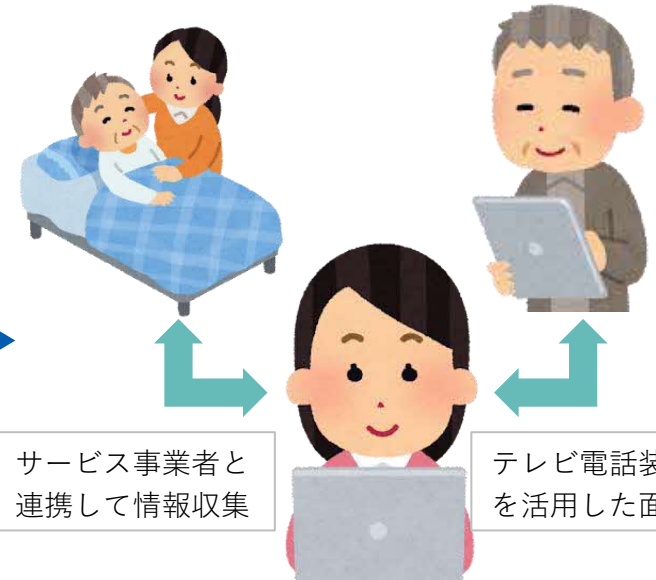 サービス事業者と
連携して情報収集
テレビ電話装
を活用した面